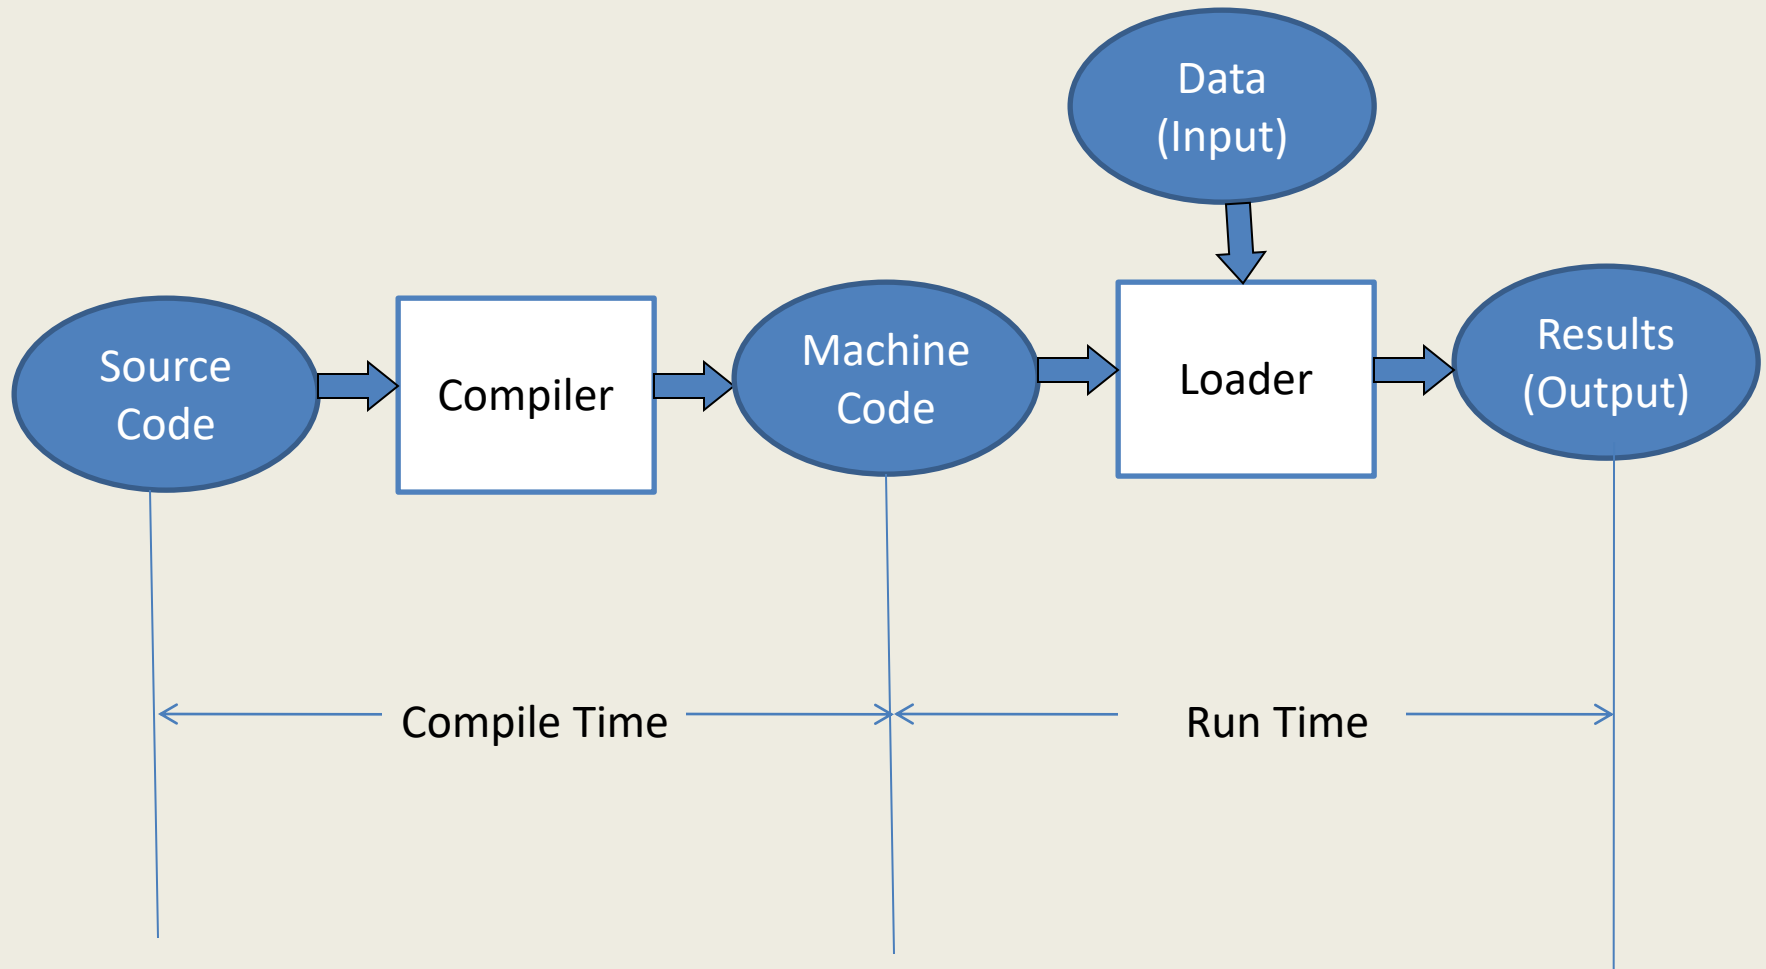 Data
(Input)
Source
Code
Compiler
Machine
Code
Loader
Results
(Output)
Compile Time
Run Time